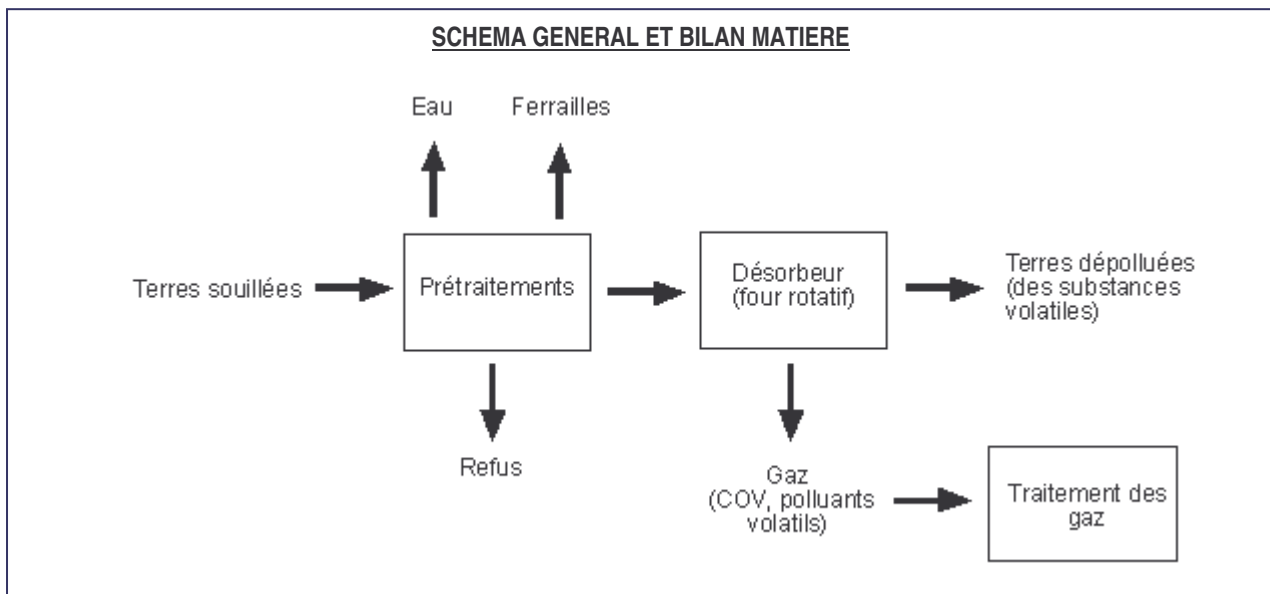 SCHEMA GENERAL ET BILAN MATIERE
Eau
Ferrailles
Terres souillées
Prétraitements
Désorbeur
(four rotatif)
Terres dépolluées
(des substances
volatiles)
Refus
Gaz
(COV, polluants
volatils)
Traitement des
gaz